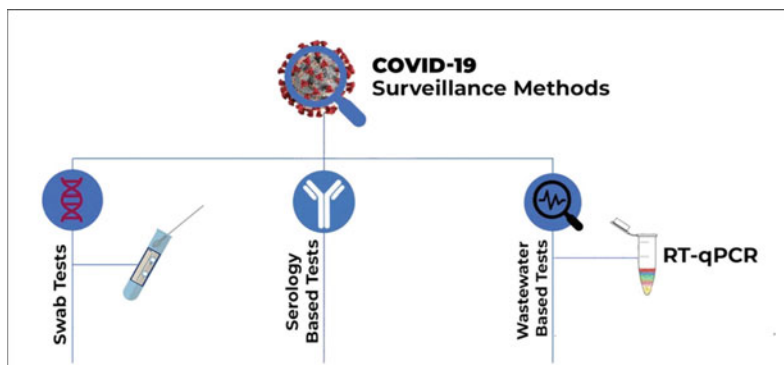 COVID-19
Surveillance Methods
Swab Tests
Serology
Based Tests
Wastewater
Based Tests
RT-qPCR